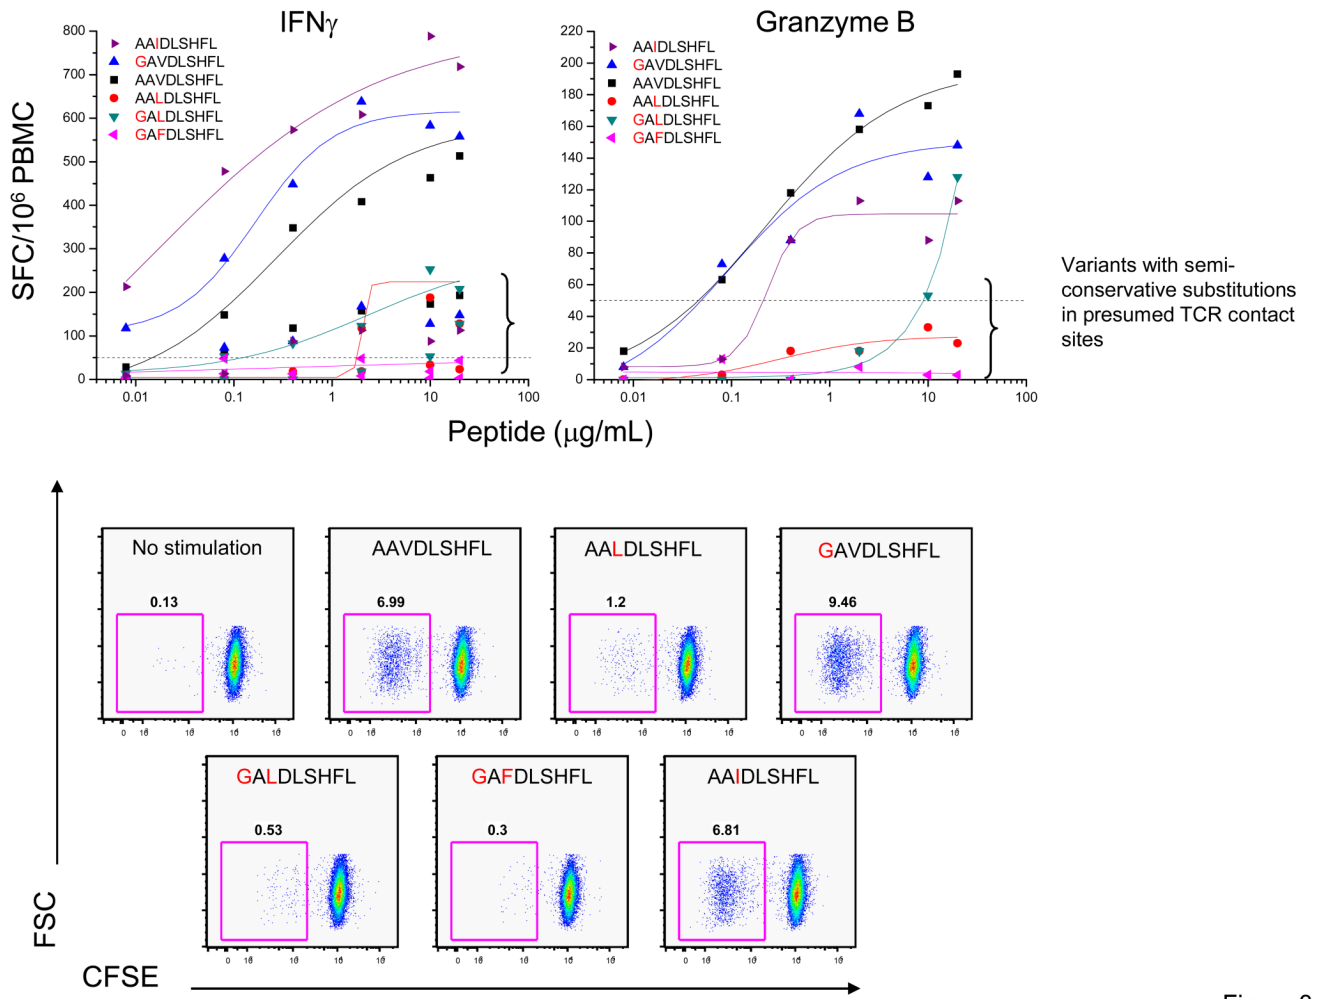 IFNγ
Granzyme B
SFC/10⁶ PBMC
800
700
600
500
400
300
200
100
0
AAIDLSHFL
GAVDLSHFL
AAVDLSHFL
AALDLSHFL
GALDLSHFL
GAFDLSHFL
0.01
0.1
1
10
100
220
200
180
160
140
120
100
80
60
40
20
0
AAIDLSHFL
GAVDLSHFL
AAVDLSHFL
AALDLSHFL
GALDLSHFL
GAFDLSHFL
0.01
0.1
1
10
100
Peptide (μg/mL)
Variants with semi-
conservative substitutions
in presumed TCR contact
sites
No stimulation
0.13
AAVDLSHFL
6.99
AALDLSHFL
1.2
GAVDLSHFL
9.46
GALDLSHFL
0.53
GAFDLSHFL
0.3
AAIDLSHFL
6.81
FSC
CFSE